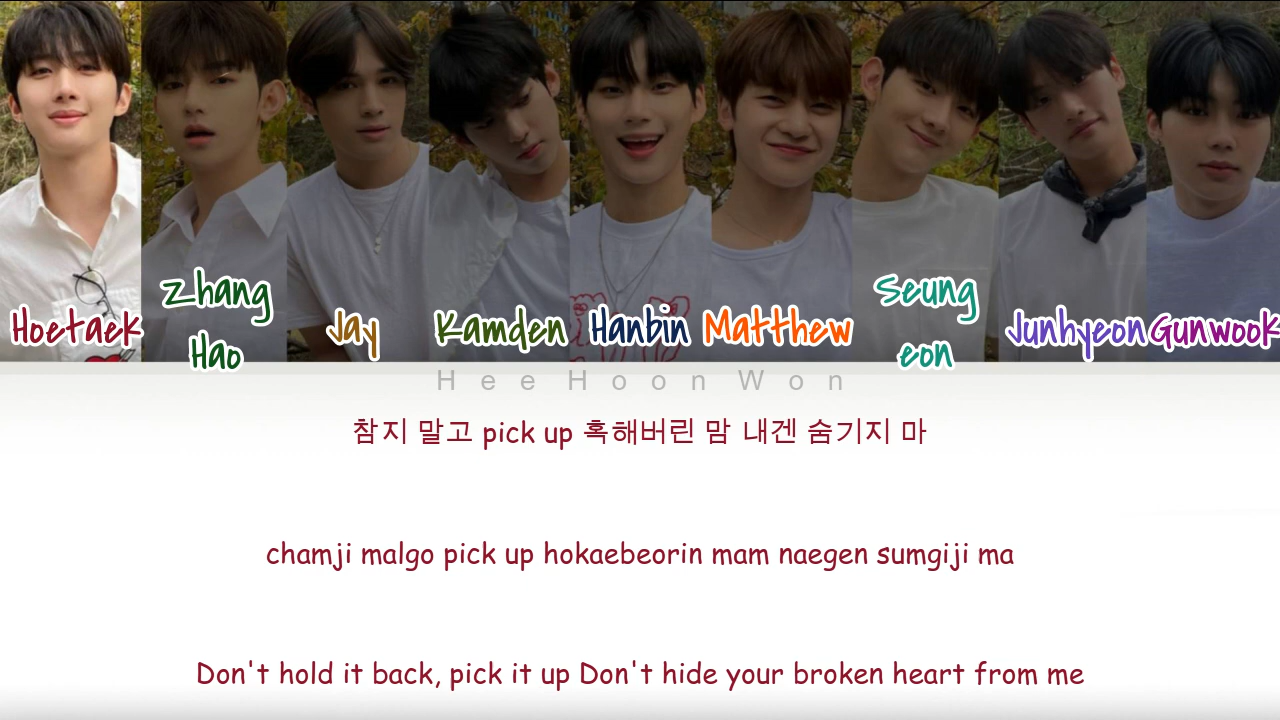 Hoetaek
Zhang
Hao
Jay
Kamden
Hanbin
Matthew
Seung
eon
Junhyeon
Gunwook
Hee Hoon Won
참지 말고 pick up 혹해버린 맘 내겐 숨기지 마
chamji malgo pick up hokaebeorin mam naegen sumgiji ma
Don't hold it back, pick it up Don't hide your broken heart from me